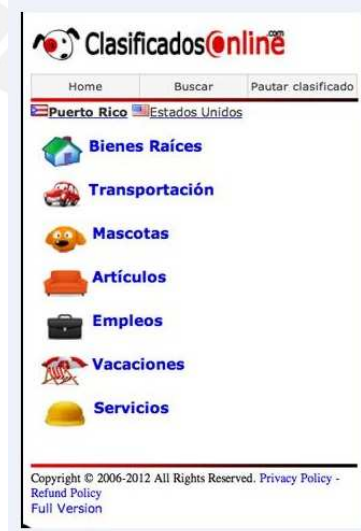 ClasificadosOnline.com
Home Buscar Pautar clasificado
Puerto Rico Estados Unidos
Bienes Raíces
Transportación
Mascotas
Artículos
Empleos
Vacaciones
Servicios
Copyright © 2006-2012 All Rights Reserved. Privacy Policy -
Refund Policy
Full Version